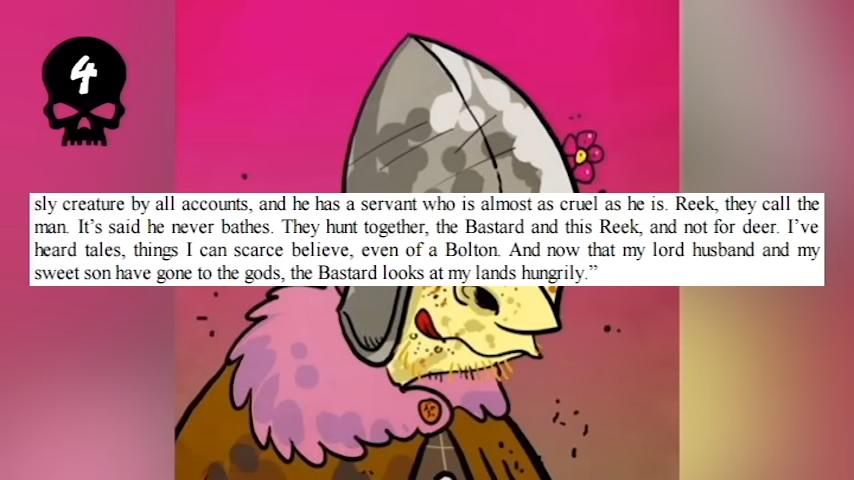 4
sly creature by all accounts, and he has a servant who is almost as cruel as he is. Reek, they call the
man. It’s said he never bathes. They hunt together, the Bastard and this Reek, and not for deer. I’ve
heard tales, things I can scarce believe, even of a Bolton. And now that my lord husband and my
sweet son have gone to the gods, the Bastard looks at my lands hungrily.”